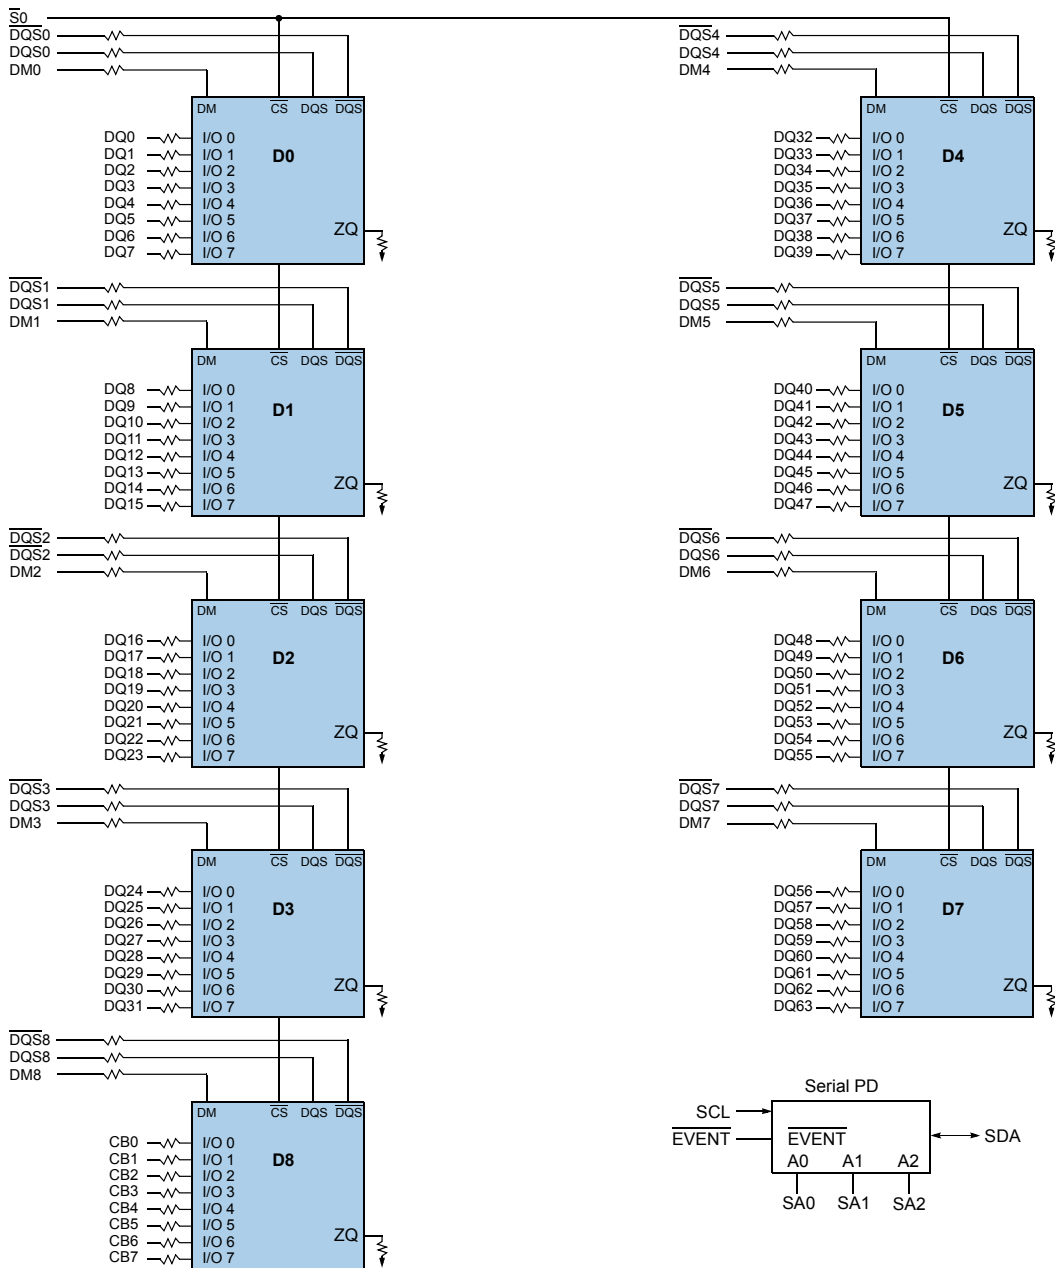 S0
DQS0
DQS0
DM0
DM CS DQS DQS
DQ0 I/O 0
DQ1 I/O 1 D0
DQ2 I/O 2
DQ3 I/O 3
DQ4 I/O 4
DQ5 I/O 5
DQ6 I/O 6 ZQ
DQ7 I/O 7
DQS1
DQS1
DM1
DM CS DQS DQS
DQ8 I/O 0
DQ9 I/O 1 D1
DQ10 I/O 2
DQ11 I/O 3
DQ12 I/O 4
DQ13 I/O 5
DQ14 I/O 6 ZQ
DQ15 I/O 7
DQS2
DQS2
DM2
DM CS DQS DQS
DQ16 I/O 0
DQ17 I/O 1 D2
DQ18 I/O 2
DQ19 I/O 3
DQ20 I/O 4
DQ21 I/O 5
DQ22 I/O 6 ZQ
DQ23 I/O 7
DQS3
DQS3
DM3
DM CS DQS DQS
DQ24 I/O 0
DQ25 I/O 1 D3
DQ26 I/O 2
DQ27 I/O 3
DQ28 I/O 4
DQ29 I/O 5
DQ30 I/O 6 ZQ
DQ31 I/O 7
DQS8
DQS8
DM8
DM CS DQS DQS
CB0 I/O 0
CB1 I/O 1 D8
CB2 I/O 2
CB3 I/O 3
CB4 I/O 4
CB5 I/O 5
CB6 I/O 6 ZQ
CB7 I/O 7
DQS4
DQS4
DM4
DM CS DQS DQS
DQ32 I/O 0
DQ33 I/O 1 D4
DQ34 I/O 2
DQ35 I/O 3
DQ36 I/O 4
DQ37 I/O 5
DQ38 I/O 6 ZQ
DQ39 I/O 7
DQS5
DQS5
DM5
DM CS DQS DQS
DQ40 I/O 0
DQ41 I/O 1 D5
DQ42 I/O 2
DQ43 I/O 3
DQ44 I/O 4
DQ45 I/O 5
DQ46 I/O 6 ZQ
DQ47 I/O 7
DQS6
DQS6
DM6
DM CS DQS DQS
DQ48 I/O 0
DQ49 I/O 1 D6
DQ50 I/O 2
DQ51 I/O 3
DQ52 I/O 4
DQ53 I/O 5
DQ54 I/O 6 ZQ
DQ55 I/O 7
DQS7
DQS7
DM7
DM CS DQS DQS
DQ56 I/O 0
DQ57 I/O 1 D7
DQ58 I/O 2
DQ59 I/O 3
DQ60 I/O 4
DQ61 I/O 5
DQ62 I/O 6 ZQ
DQ63 I/O 7
Serial PD
SCL
EVENT EVENT SDA
A0 A1 A2
SA0 SA1 SA2